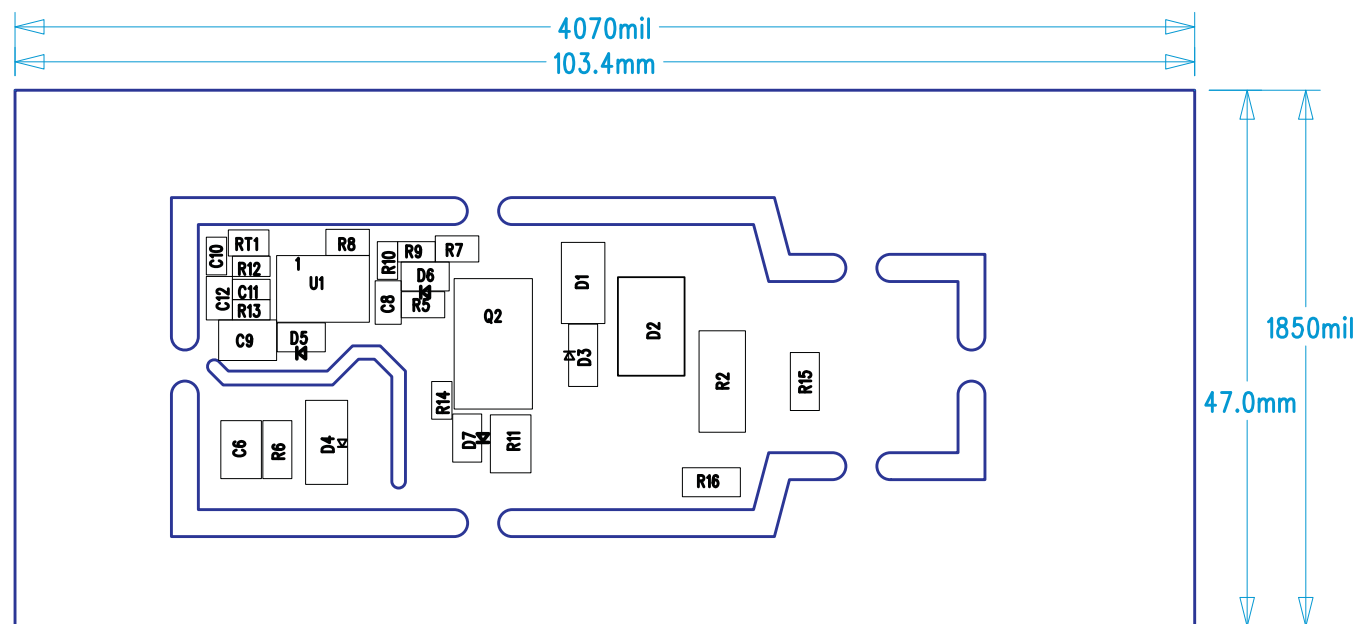 4070mil
103.4mm
1850mil
47.0mm
C10
RT1
R8
R10
R9
R7
R12
1
U1
D6
D1
C12
C11
C8
R5
R13
Q2
D2
C9
D5
D3
R2
R15
R14
C6
R6
D4
D7
R11
R16